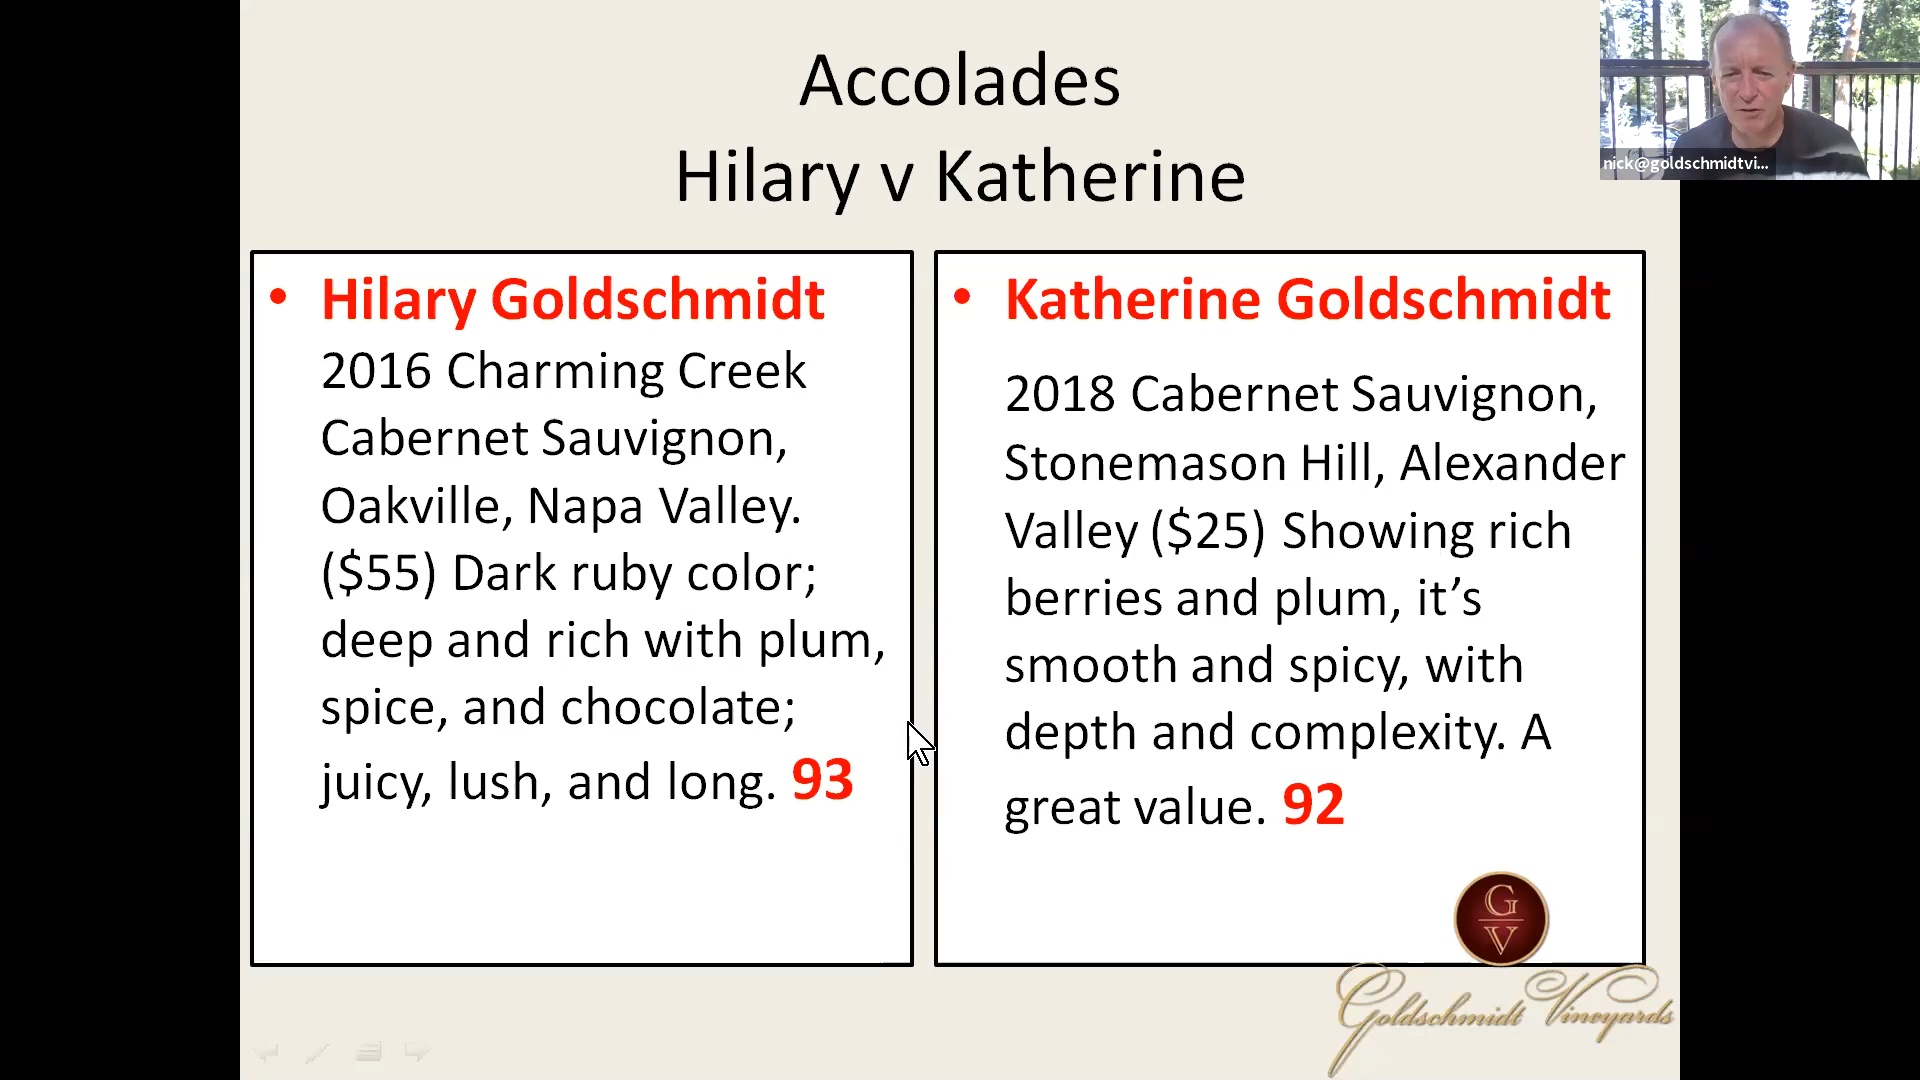 Accolades
Hilary v Katherine
nick@goldschmidtvi...
• Hilary Goldschmidt
2016 Charming Creek
Cabernet Sauvignon,
Oakville, Napa Valley.
($55) Dark ruby color;
deep and rich with plum,
spice, and chocolate;
juicy, lush, and long. 93
• Katherine Goldschmidt
2018 Cabernet Sauvignon,
Stonemason Hill, Alexander
Valley ($25) Showing rich
berries and plum, it’s
smooth and spicy, with
depth and complexity. A
great value. 92
G
V
Goldschmidt Vineyards